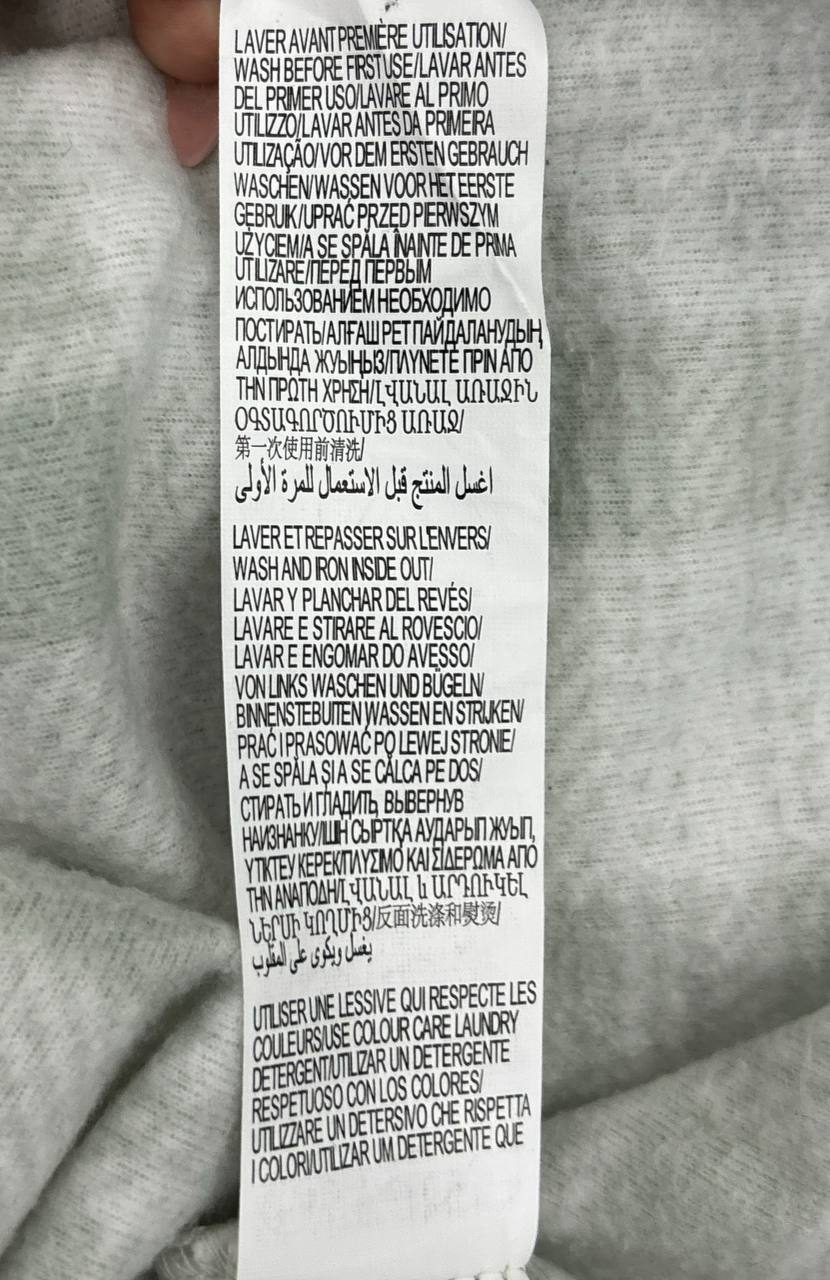 LAVER AVANT PREMIÈRE UTILISATION/
WASH BEFORE FIRST USE/LAVAR ANTES
DEL PRIMER USO/LAVARE AL PRIMO
UTILIZZO/LAVAR ANTES DA PRIMEIRA
UTILIZAÇÃO/VOR DEM ERSTEN GEBRAUCH
WASCHEN/WASSEN VOOR HET EERSTE
GEBRUIK/UPRAĆ PRZED PIERWSZYM
UŻYCIEM/A SE SPĂLA ÎNAINTE DE PRIMA
UTILIZARE/ПЕРЕД ПЕРВЫМ
ИСПОЛЬЗОВАНИЕМ НЕОБХОДИМО
ПОСТИРАТЬ/АЛҒАШ РЕТ ПАЙДАЛАНУДЫҢ
АЛДЫНДА ЖУЫҢЫЗ/ΠΛΥΝΕΤΕ ΠΡΙΝ ΑΠΟ
ΤΗΝ ΠΡΩΤΗ ΧΡΗΣΗ/ԼՎԱՆԱԼ ԱՌԱՋԻՆ
ՕԳՏԱԳՈՐԾՈՒՄԻՑ ԱՌԱՋ/
第一次使用前清洗/
اغسل المنتج قبل الاستعمال للمرة الأولى
LAVER ET REPASSER SUR L'ENVERS/
WASH AND IRON INSIDE OUT/
LAVAR Y PLANCHAR DEL REVÉS/
LAVARE E STIRARE AL ROVESCIO/
LAVAR E ENGOMAR DO AVESSO/
VON LINKS WASCHEN UND BÜGELN/
BINNENSTEBUITEN WASSEN EN STRIJKEN/
PRAĆ I PRASOWAĆ PO LEWEJ STRONIE/
A SE SPĂLA ȘI A SE CĂLCA PE DOS/
СТИРАТЬ И ГЛАДИТЬ, ВЫВЕРНУВ
НАИЗНАНКУ/ІШІН СЫРТҚА АУДАРЫП ЖУЫП,
ҮТІКТЕУ КЕРЕК/ΠΛΥΣΙΜΟ ΚΑΙ ΣΙΔΕΡΩΜΑ ΑΠΟ
ΤΗΝ ΑΝΑΠΟΔΗ/ԼՎԱՆԱԼ և ԱՐԴՈՒԿԵԼ
ՆԵՐՍԻ ԿՈՂՄԻՑ/反面洗涤和熨烫/
يغسل ويكوى على المقلوب
UTILISER UNE LESSIVE QUI RESPECTE LES
COULEURS/USE COLOUR CARE LAUNDRY
DETERGENT/UTILIZAR UN DETERGENTE
RESPETUOSO CON LOS COLORES/
UTILIZZARE UN DETERSIVO CHE RISPETTA
I COLORI/UTILIZAR UM DETERGENTE QUE